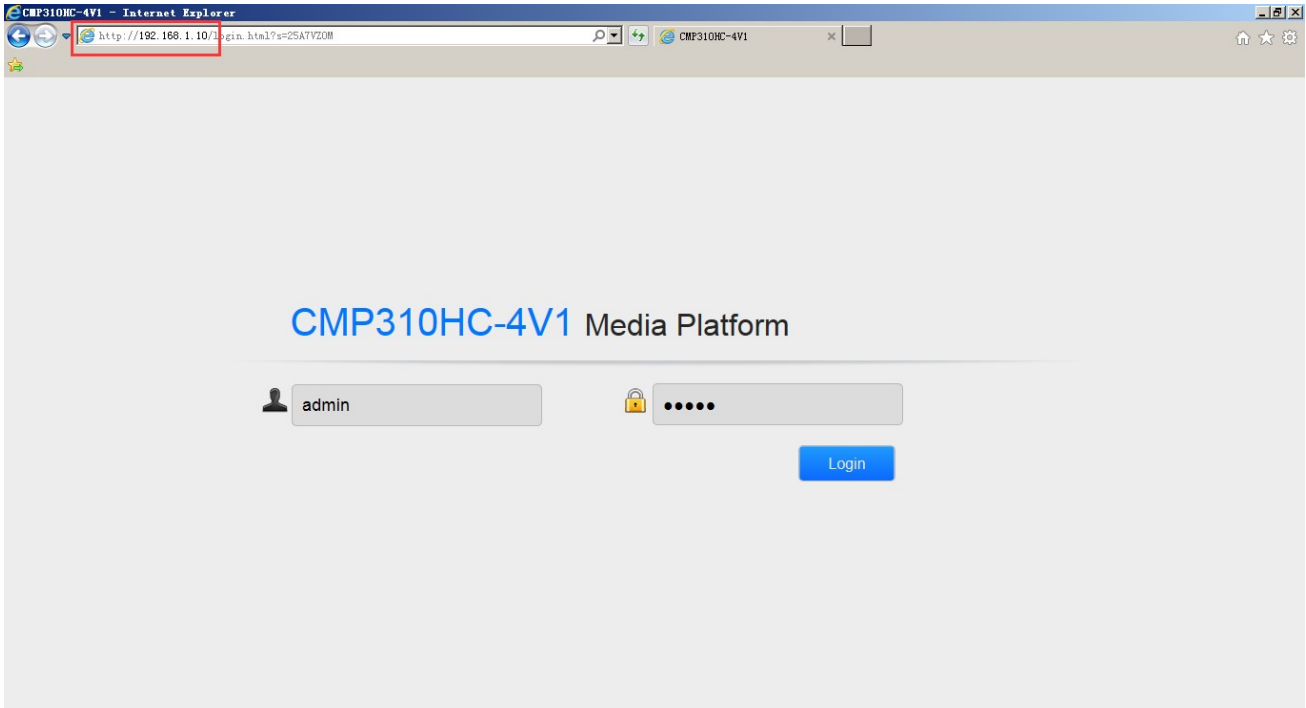 CMP310HC-4V1 - Internet Explorer
http://192.168.1.10/login.html?s=25A7VZOM
CMP310HC-4V1
CMP310HC-4V1 Media Platform
admin
Login